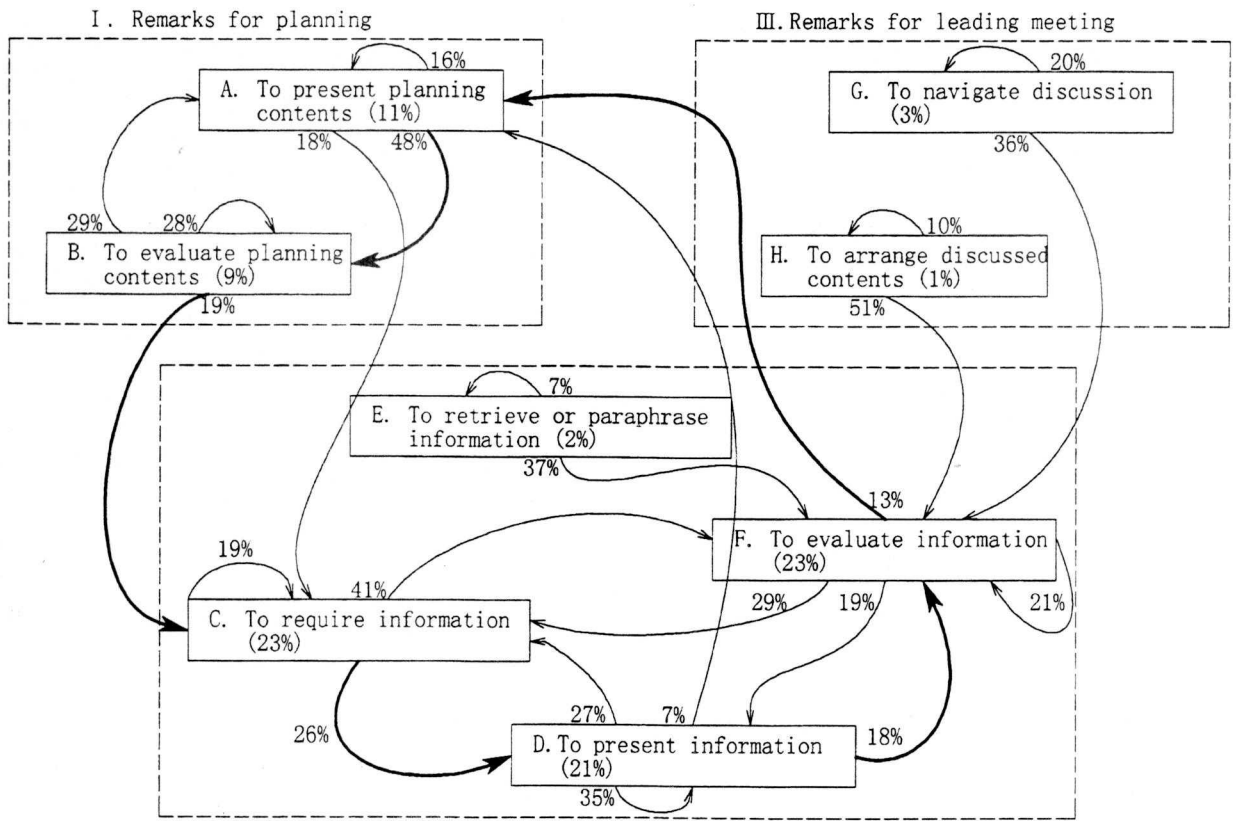 I. Remarks for planning
III. Remarks for leading meeting
16%
A. To present planning
contents (11%)
18%
48%
20%
G. To navigate discussion
(3%)
36%
29%
28%
B. To evaluate planning
contents (9%)
19%
10%
H. To arrange discussed
contents (1%)
51%
7%
E. To retrieve or paraphrase
information (2%)
37%
13%
F. To evaluate information
(23%)
29%
19%
21%
19%
41%
C. To require information
(23%)
26%
27%
7%
D. To present information
(21%)
35%
18%